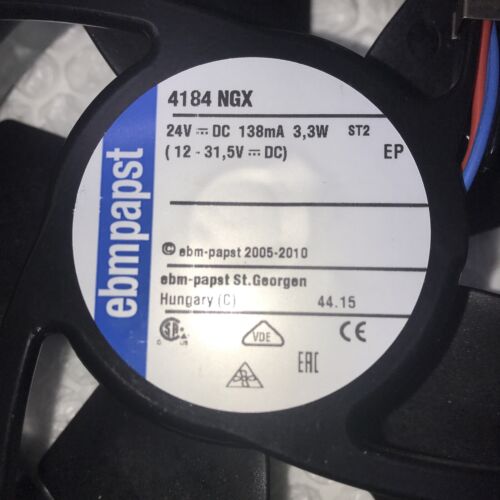 ebmpapst
4184 NGX
24V ⎓ DC 138mA 3,3W ST2
(12 - 31,5V ⎓ DC) EP
© ebm-papst 2005-2010
ebm-papst St.Georgen
Hungary (C) 44.15
C US
VDE
CE
EAC